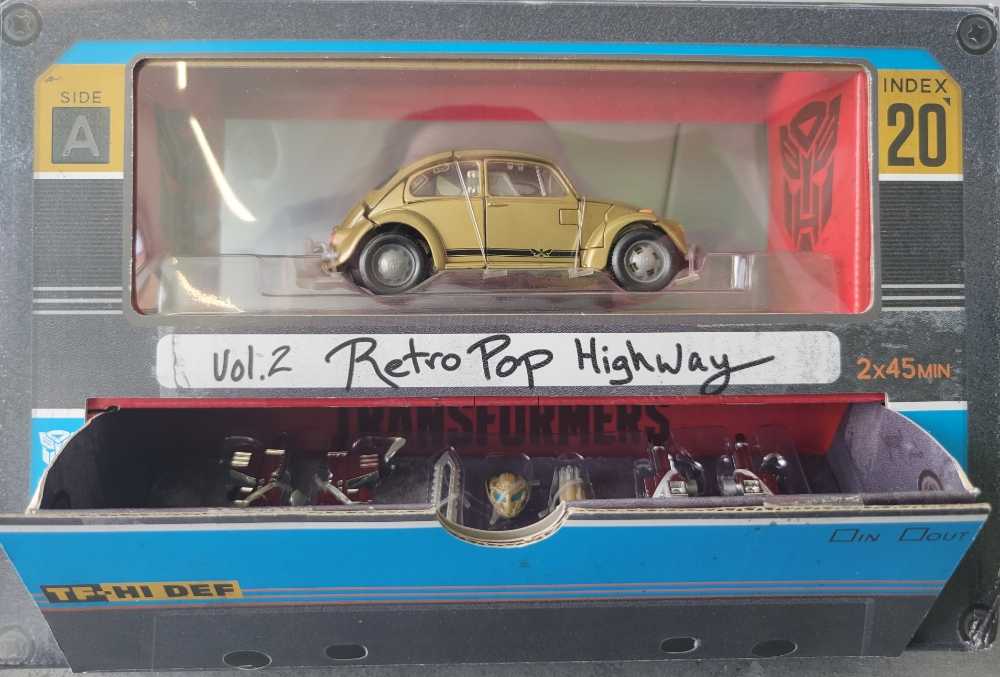 SIDE
A
INDEX
20
Vol.2 Retro Pop Highway
2x45MIN
TRANSFORMERS
IN OUT
TF-HI DEF